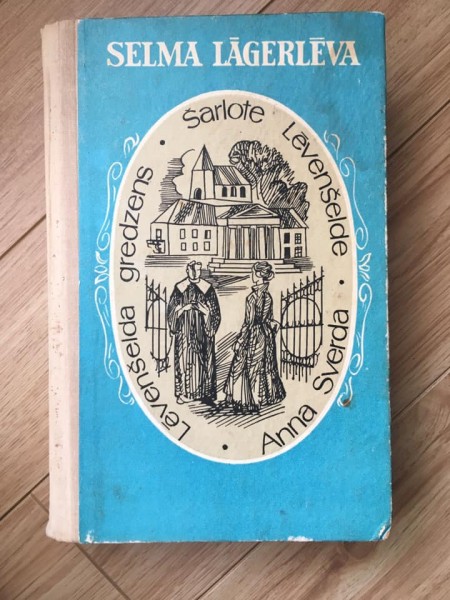 SELMA LĀGERLĒVA
Lēvenšelda gredzens •
Šarlote Lēvenšelde •
Anna Sverda •